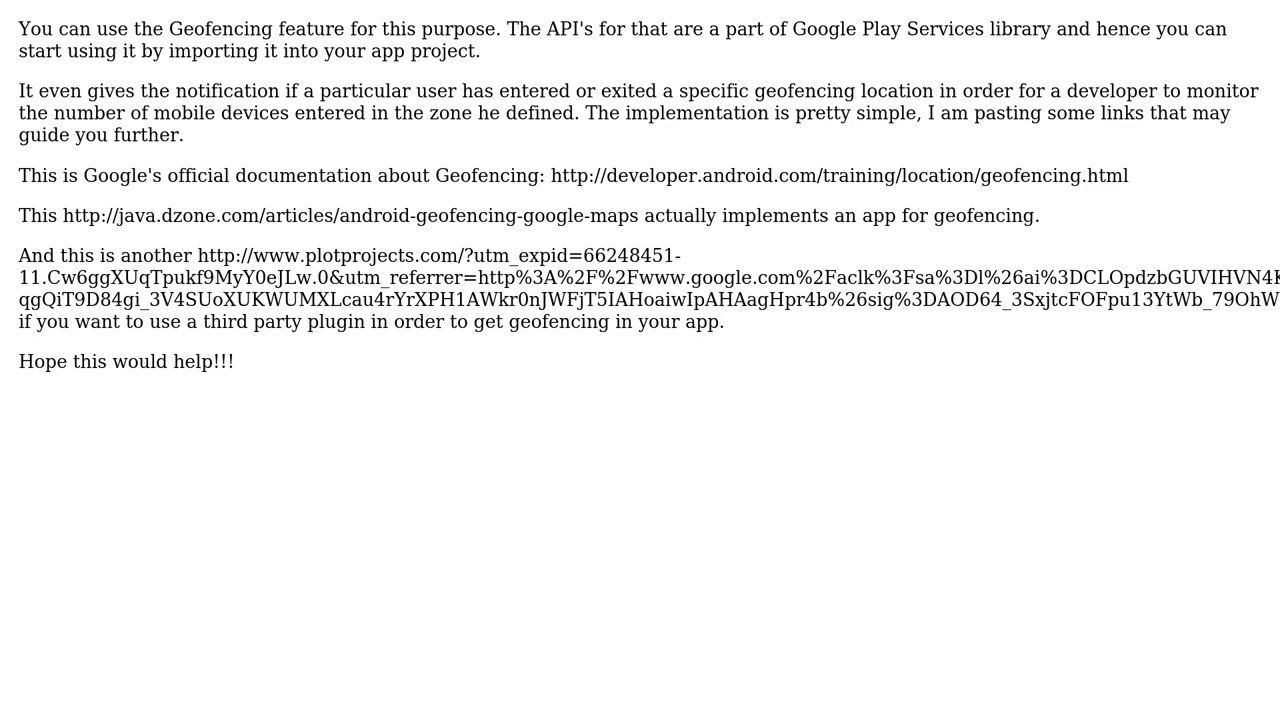 You can use the Geofencing feature for this purpose. The API's for that are a part of Google Play Services library and hence you can
start using it by importing it into your app project.
It even gives the notification if a particular user has entered or exited a specific geofencing location in order for a developer to monitor
the number of mobile devices entered in the zone he defined. The implementation is pretty simple, I am pasting some links that may
guide you further.
This is Google's official documentation about Geofencing: http://developer.android.com/training/location/geofencing.html
This http://java.dzone.com/articles/android-geofencing-google-maps actually implements an app for geofencing.
And this is another http://www.plotprojects.com/?utm_expid=66248451-
11.Cw6ggXUqTpukf9MyY0eJLw.0&utm_referrer=http%3A%2F%2Fwww.google.com%2Faclk%3Fsa%3Dl%26ai%3DCLOpdzbGUVIHVN4K
qgQiT9D84gi_3V4SUoXUKWUMXLcau4rYrXPH1AWkr0nJWFjT5IAHoaiwIpAHAagHpr4b%26sig%3DAOD64_3SxjtcFOFpu13YtWb_79OhW
if you want to use a third party plugin in order to get geofencing in your app.
Hope this would help!!!